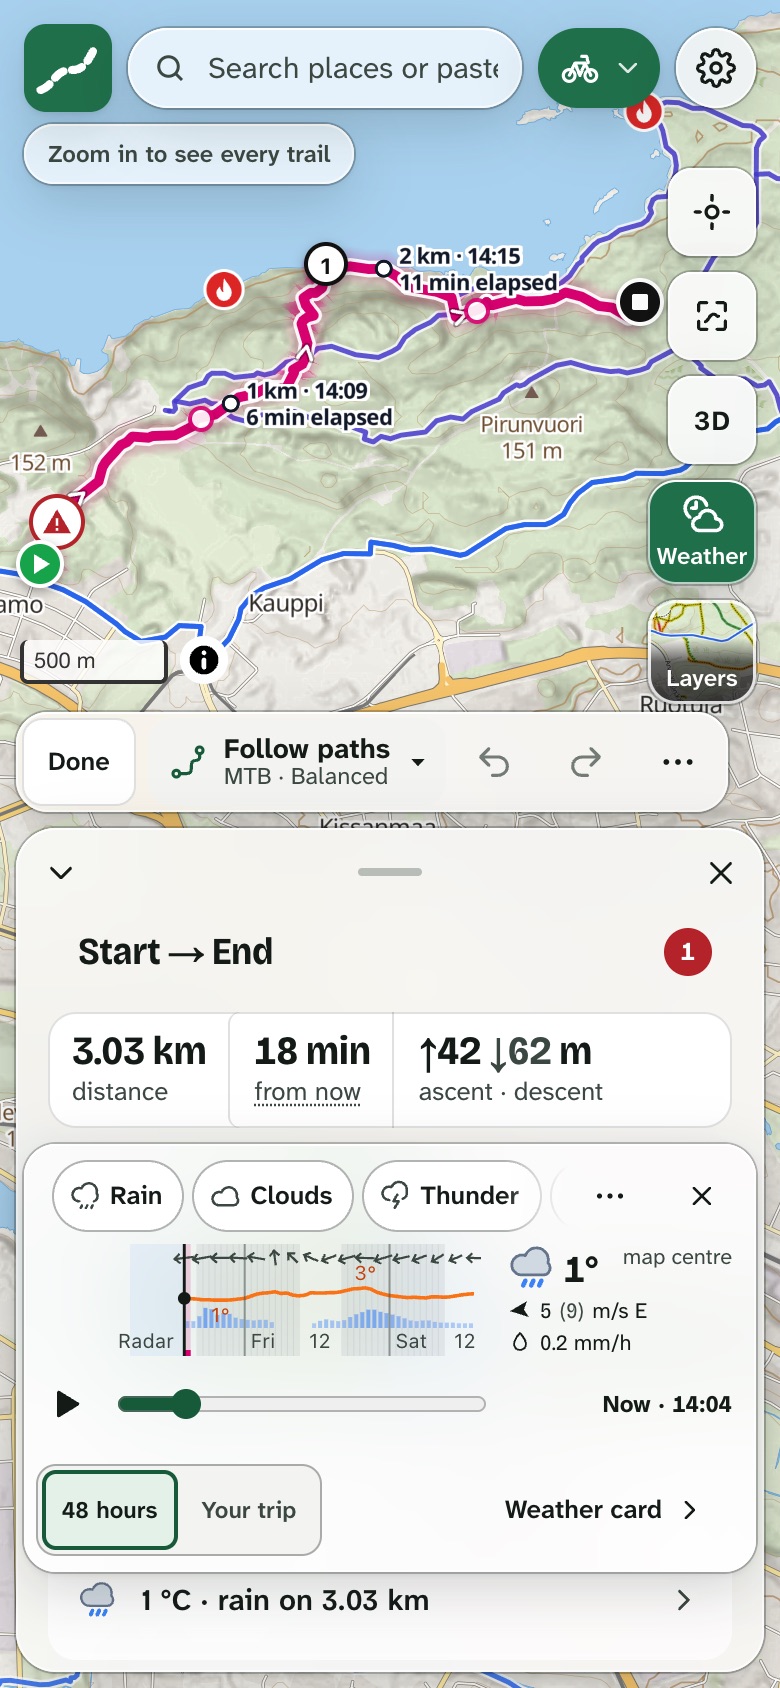 Search places or paste
Zoom in to see every trail
2 km · 14:15
11 min elapsed
1
1 km · 14:09
6 min elapsed
Pirunvuori
151 m
152 m
3D
Weather
Layers
amo
Kauppi
500 m
Ruotula
Done
Follow paths
MTB · Balanced
Kissanmaa
Start → End
1
3.03 km
distance
18 min
from now
↑42 ↓62 m
ascent · descent
Rain
Clouds
Thunder
3°
1°
Radar
Fri
12
Sat
12
1°
map centre
5 (9) m/s E
0.2 mm/h
Now · 14:04
48 hours
Your trip
Weather card
1 °C · rain on 3.03 km